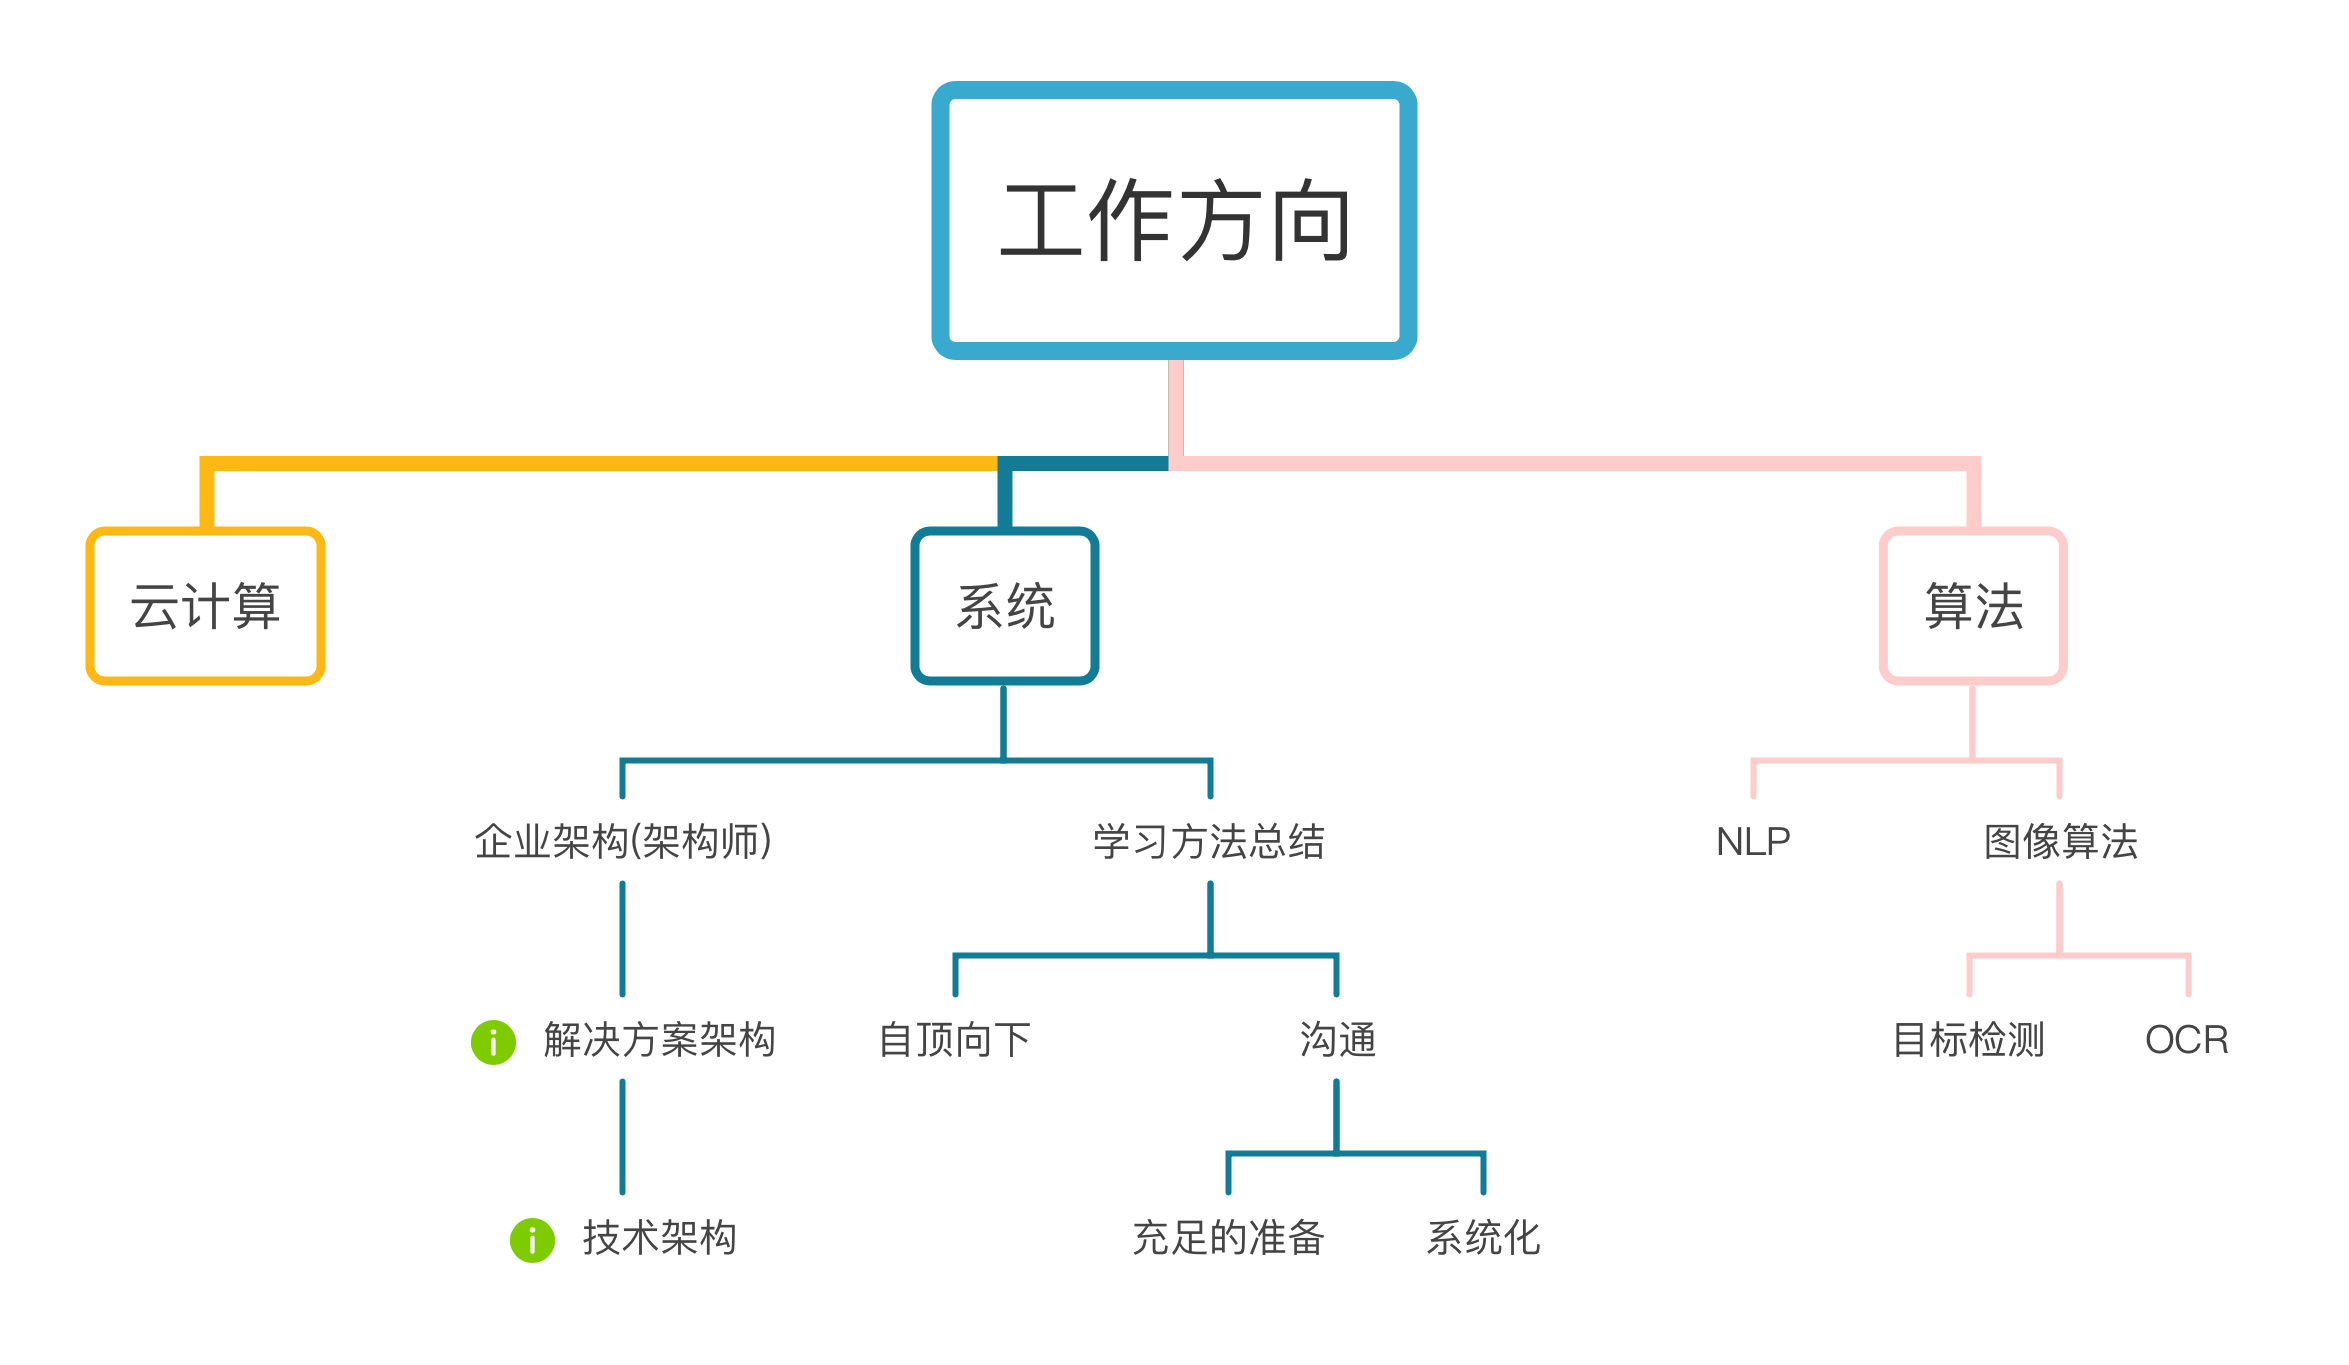 工作方向
云计算
系统
算法
企业架构(架构师)
学习方法总结
NLP
图像算法
解决方案架构
自顶向下
沟通
目标检测
OCR
技术架构
充足的准备
系统化